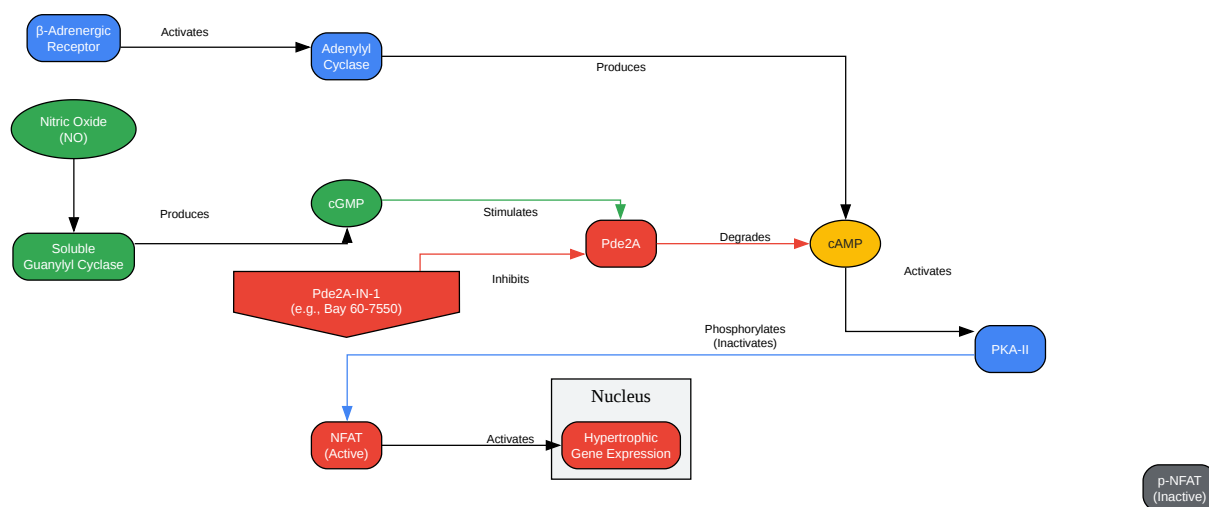 β-Adrenergic
Receptor
Activates
Adenylyl
Cyclase
Produces
Nitric Oxide
(NO)
Soluble
Guanylyl Cyclase
Produces
cGMP
Stimulates
Pde2A
Degrades
cAMP
Pde2A-IN-1
(e.g., Bay 60-7550)
Inhibits
Activates
PKA-II
Phosphorylates
(Inactivates)
NFAT
(Active)
Activates
Nucleus
Hypertrophic
Gene Expression
p-NFAT
(Inactive)